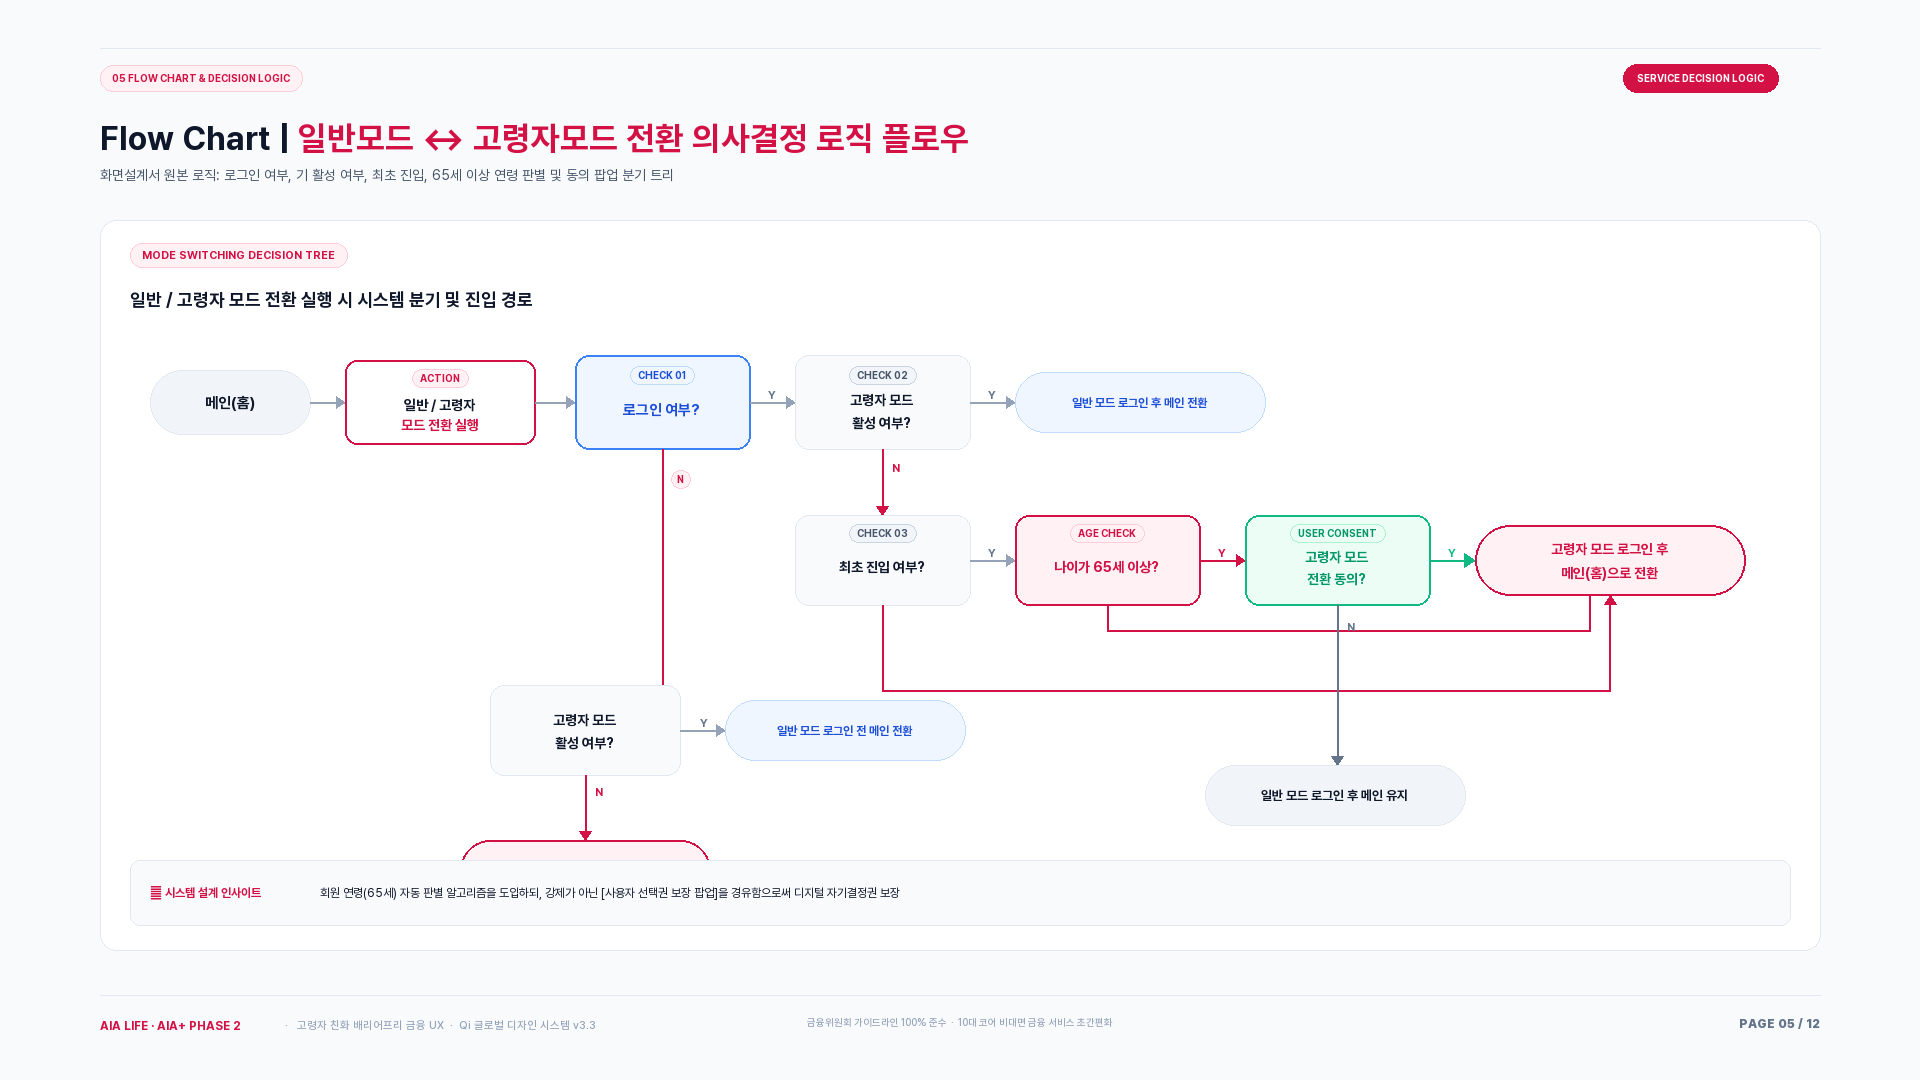 05 FLOW CHART & DECISION LOGIC
SERVICE DECISION LOGIC
Flow Chart | 일반모드 ↔ 고령자모드 전환 의사결정 로직 플로우
화면설계서 원본 로직: 로그인 여부, 기 활성 여부, 최초 진입, 65세 이상 연령 판별 및 동의 팝업 분기 트리
MODE SWITCHING DECISION TREE
일반 / 고령자 모드 전환 실행 시 시스템 분기 및 진입 경로
메인(홈)
ACTION
일반 / 고령자
모드 전환 실행
CHECK 01
로그인 여부?
Y
CHECK 02
고령자 모드
활성 여부?
Y
일반 모드 로그인 후 메인 전환
N
N
CHECK 03
최초 진입 여부?
Y
AGE CHECK
나이가 65세 이상?
Y
USER CONSENT
고령자 모드
전환 동의?
Y
고령자 모드 로그인 후
메인(홈)으로 전환
N
고령자 모드
활성 여부?
Y
일반 모드 로그인 전 메인 전환
N
일반 모드 로그인 후 메인 유지
시스템 설계 인사이트
회원 연령(65세) 자동 판별 알고리즘을 도입하되, 강제가 아닌 [사용자 선택권 보장 팝업]을 경유함으로써 디지털 자기결정권 보장
AIA LIFE · AIA+ PHASE 2
· 고령자 친화 배리어프리 금융 UX · Qi 글로벌 디자인 시스템 v3.3
금융위원회 가이드라인 100% 준수 · 10대 코어 비대면 금융 서비스 초간편화
PAGE 05 / 12